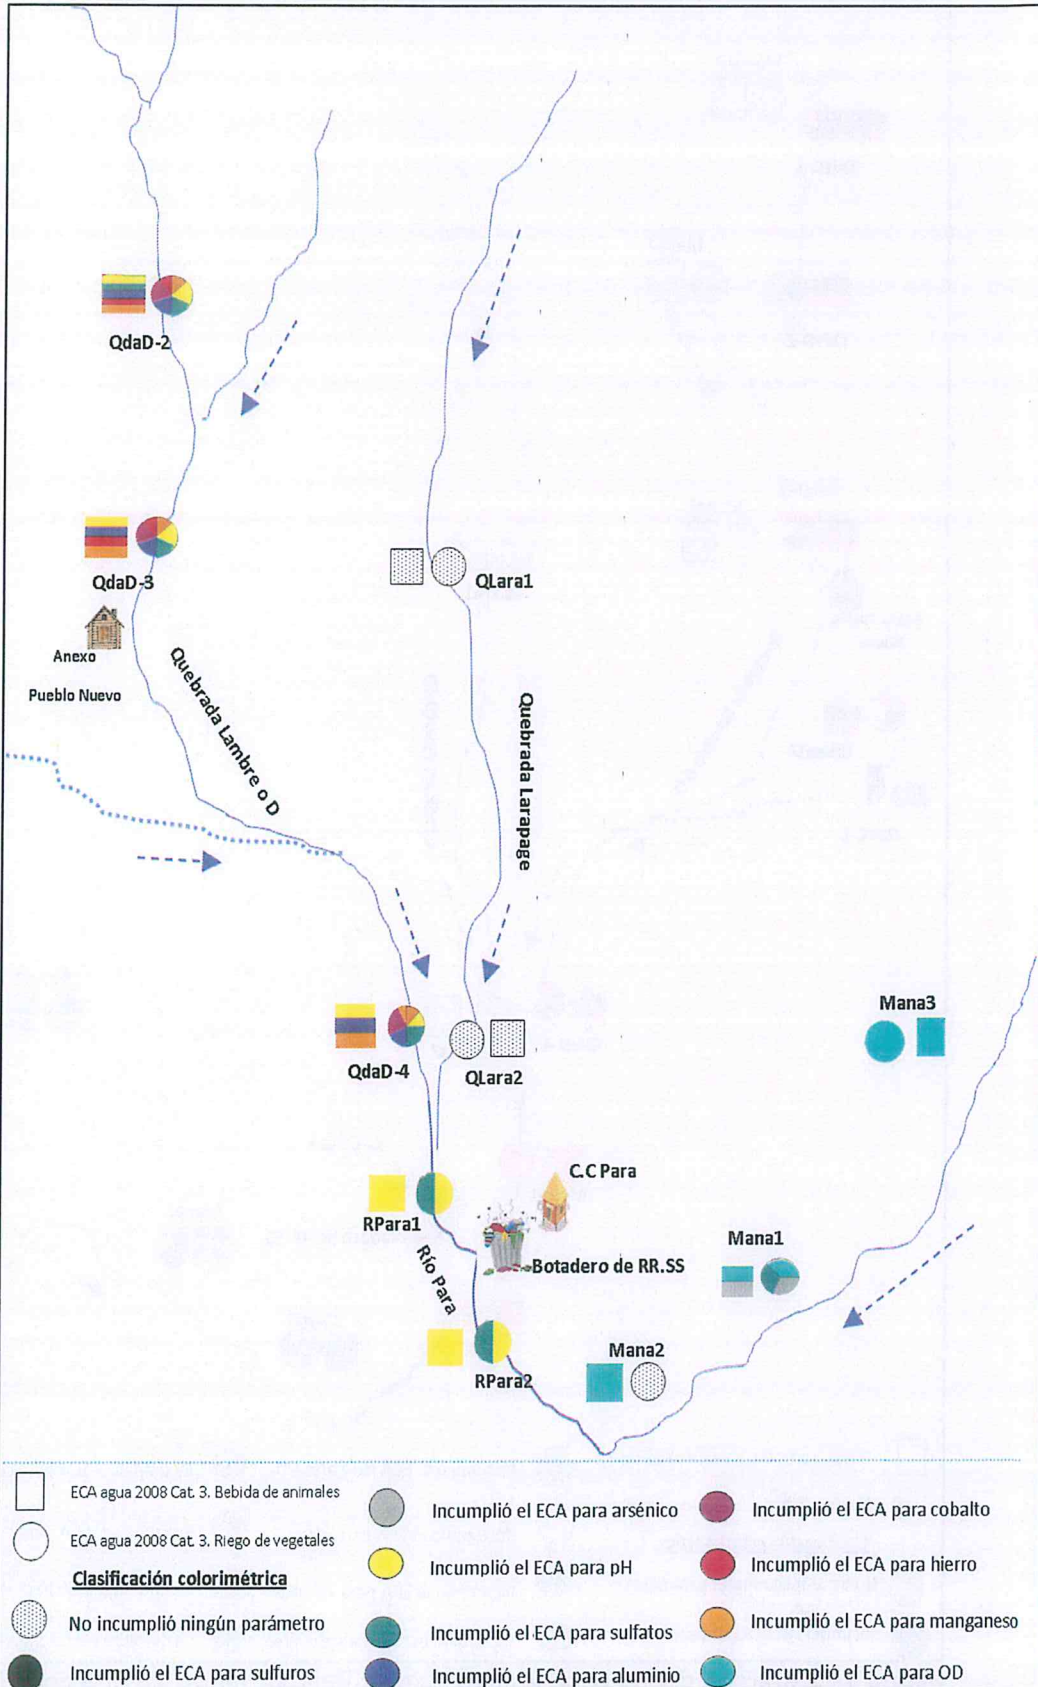 QdaD-2
QdaD-3
QLara1
Anexo
Pueblo Nuevo
Quebrada Lambre o D
Quebrada Larapage
Mana3
QdaD-4
QLara2
C.C Para
RPara1
Mana1
Botadero de RR.SS
Río Para
Mana2
RPara2
ECA agua 2008 Cat. 3. Bebida de animales
ECA agua 2008 Cat. 3. Riego de vegetales
Clasificación colorimétrica
No incumplió ningún parámetro
Incumplió el ECA para sulfuros
Incumplió el ECA para arsénico
Incumplió el ECA para pH
Incumplió el ECA para sulfatos
Incumplió el ECA para aluminio
Incumplió el ECA para cobalto
Incumplió el ECA para hierro
Incumplió el ECA para manganeso
Incumplió el ECA para OD